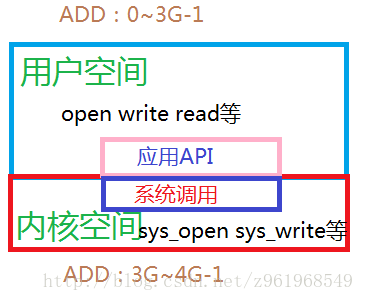 ADD：0~3G-1
用户空间
open write read等
应用API
系统调用
内核空间 sys_open sys_write等
http://blog.csdn.net/z961968549
ADD：3G~4G-1